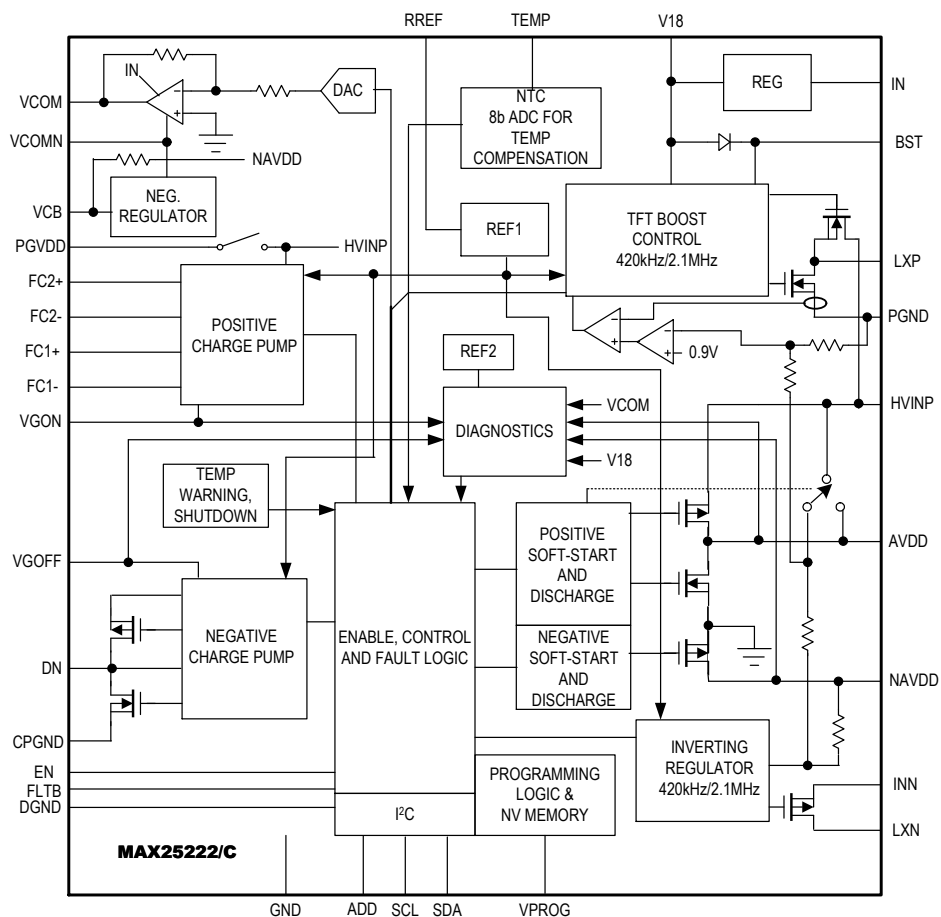 RREF
TEMP
V18
IN
DAC
NTC
8b ADC FOR
TEMP
COMPENSATION
REG
IN
VCOM
VCOMN
NAVDD
BST
NEG.
REGULATOR
VCB
TFT BOOST
CONTROL
420kHz/2.1MHz
REF1
PGVDD
HVINP
LXP
FC2+
FC2-
POSITIVE
CHARGE PUMP
PGND
FC1+
REF2
0.9V
FC1-
VCOM
HVINP
VGON
DIAGNOSTICS
V18
TEMP
WARNING,
SHUTDOWN
POSITIVE
SOFT-START
AND
DISCHARGE
AVDD
VGOFF
NEGATIVE
CHARGE PUMP
ENABLE, CONTROL
AND FAULT LOGIC
NEGATIVE
SOFT-START
AND
DISCHARGE
DN
NAVDD
CPGND
INVERTING
REGULATOR
420kHz/2.1MHz
EN
FLTB
DGND
PROGRAMMING
LOGIC &
NV MEMORY
INN
I²C
LXN
MAX25222/C
GND
ADD
SCL
SDA
VPROG